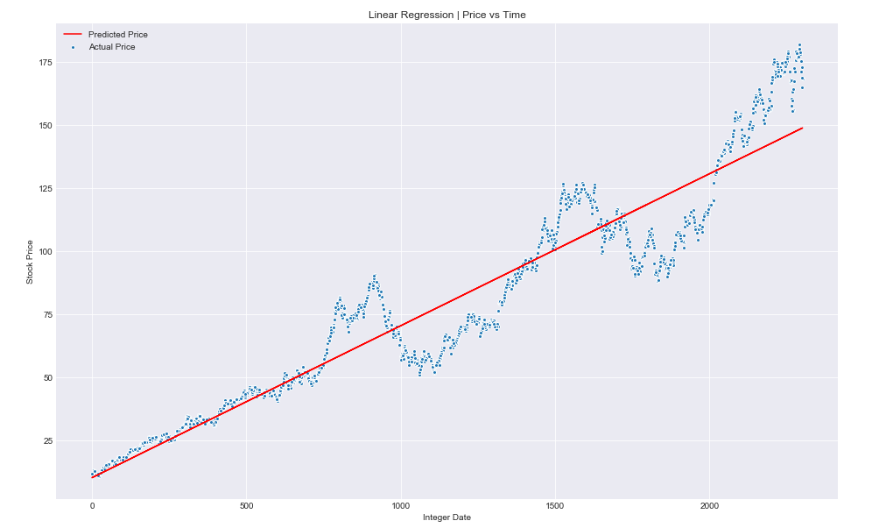 Linear Regression | Price vs Time
Predicted Price
Actual Price
175
150
125
100
75
50
25
Stock Price
0
500
1000
1500
2000
Integer Date